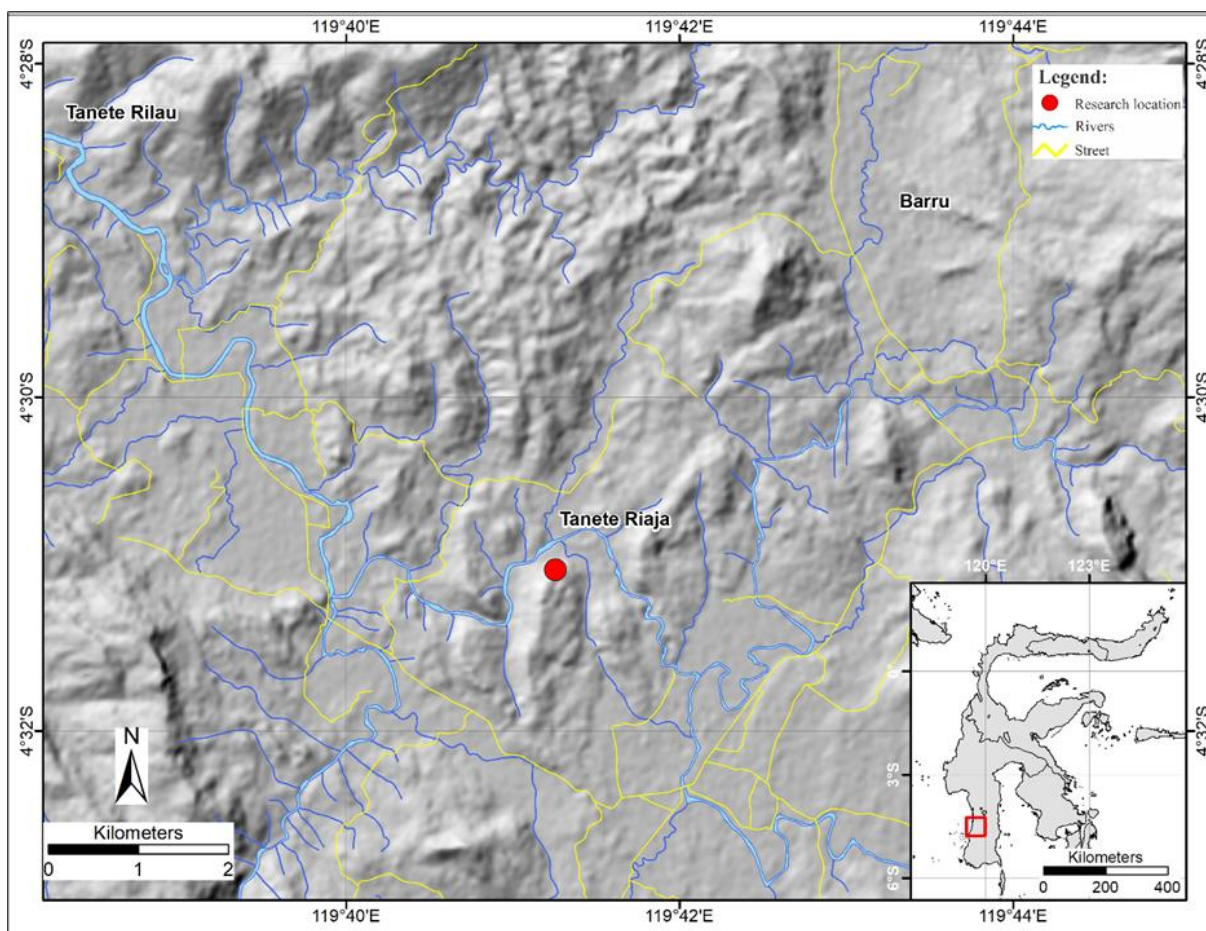 119°40'E
119°42'E
119°44'E
4°28'S
4°28'S
Legend:
Research location
Rivers
Street
Tanete Rilau
Barru
4°30'S
4°30'S
Tanete Riaja
120°E
123°E
0°
4°32'S
4°32'S
3°S
N
Kilometers
0 1 2
Kilometers
0 200 400
6°S
119°40'E
119°42'E
119°44'E